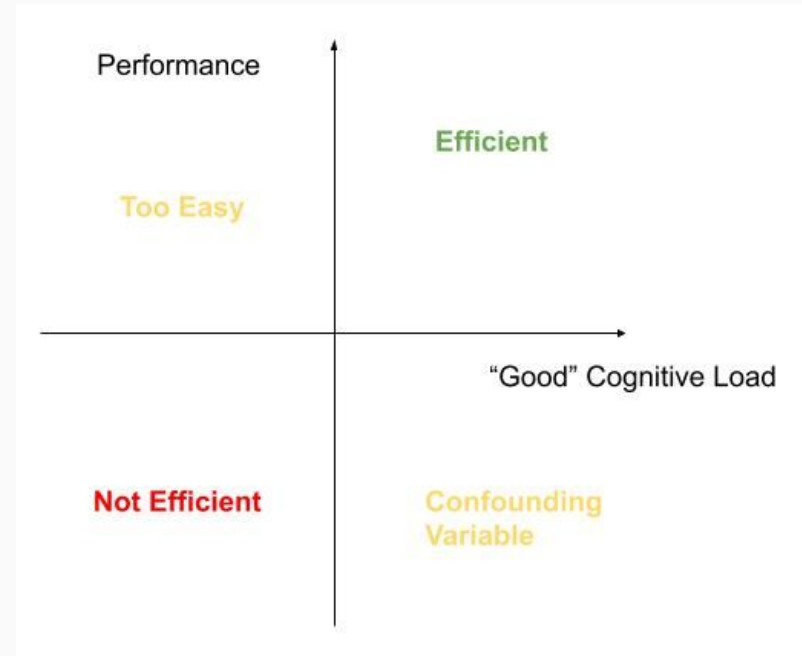 Performance
Efficient
Too Easy
“Good” Cognitive Load
Not Efficient
Confounding
Variable